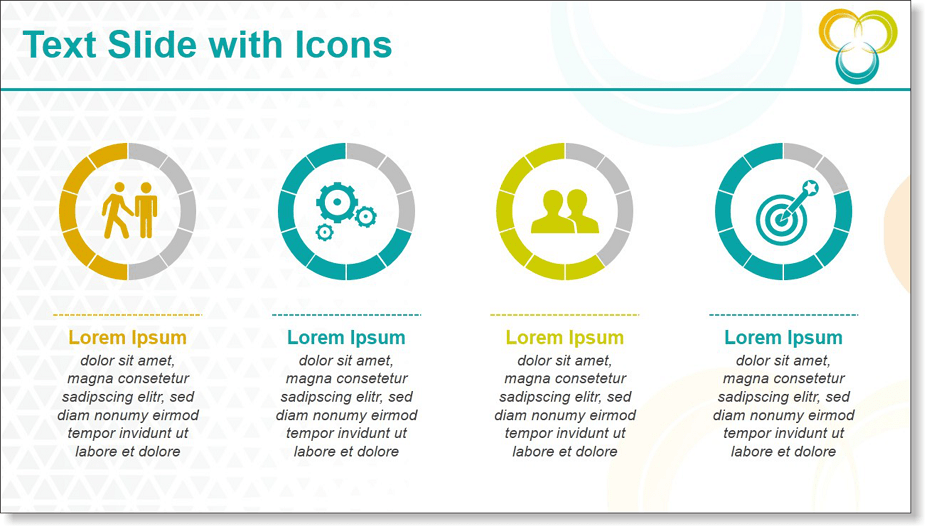 Text Slide with Icons
Lorem Ipsum
dolor sit amet,
magna consetetur
sadipscing elitr, sed
diam nonumy eirmod
tempor invidunt ut
labore et dolore
Lorem Ipsum
dolor sit amet,
magna consetetur
sadipscing elitr, sed
diam nonumy eirmod
tempor invidunt ut
labore et dolore
Lorem Ipsum
dolor sit amet,
magna consetetur
sadipscing elitr, sed
diam nonumy eirmod
tempor invidunt ut
labore et dolore
Lorem Ipsum
dolor sit amet,
magna consetetur
sadipscing elitr, sed
diam nonumy eirmod
tempor invidunt ut
labore et dolore